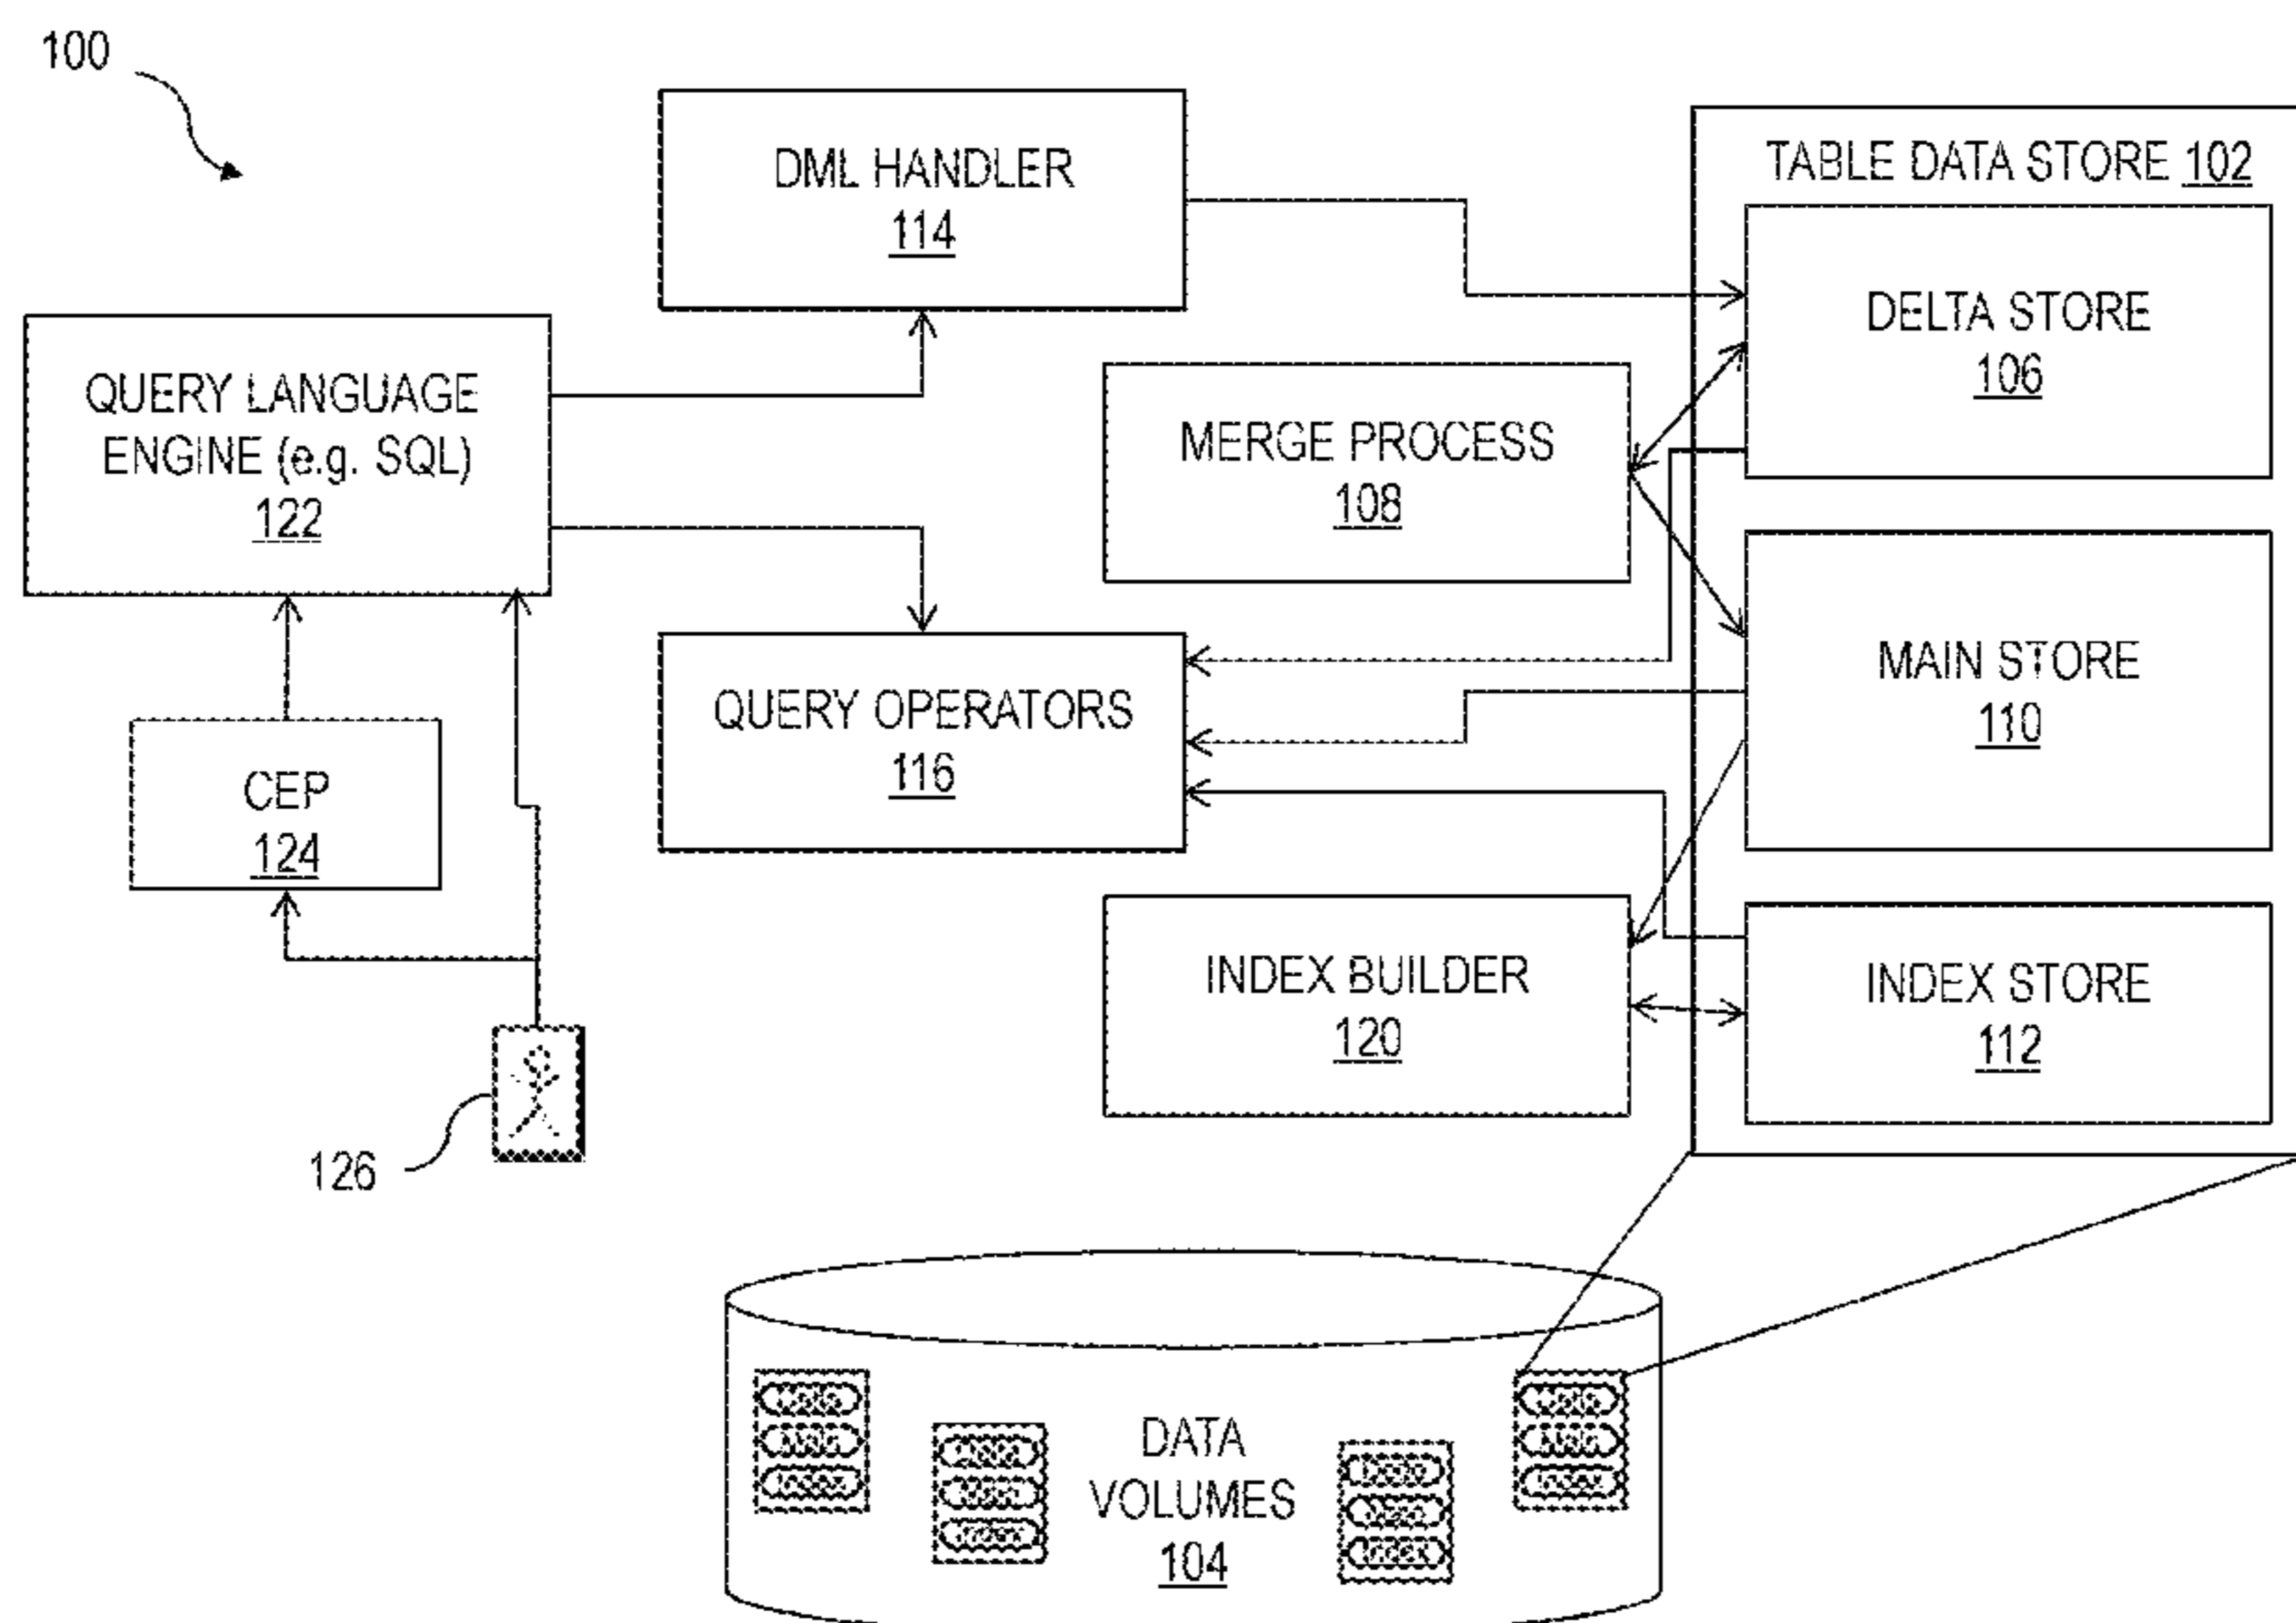 100
DML HANDLER
114
TABLE DATA STORE 102
DELTA STORE
106
QUERY LANGUAGE
ENGINE (e.g. SQL)
122
MERGE PROCESS
108
MAIN STORE
110
QUERY OPERATORS
116
CEP
124
INDEX BUILDER
120
INDEX STORE
112
126
DATA
VOLUMES
104